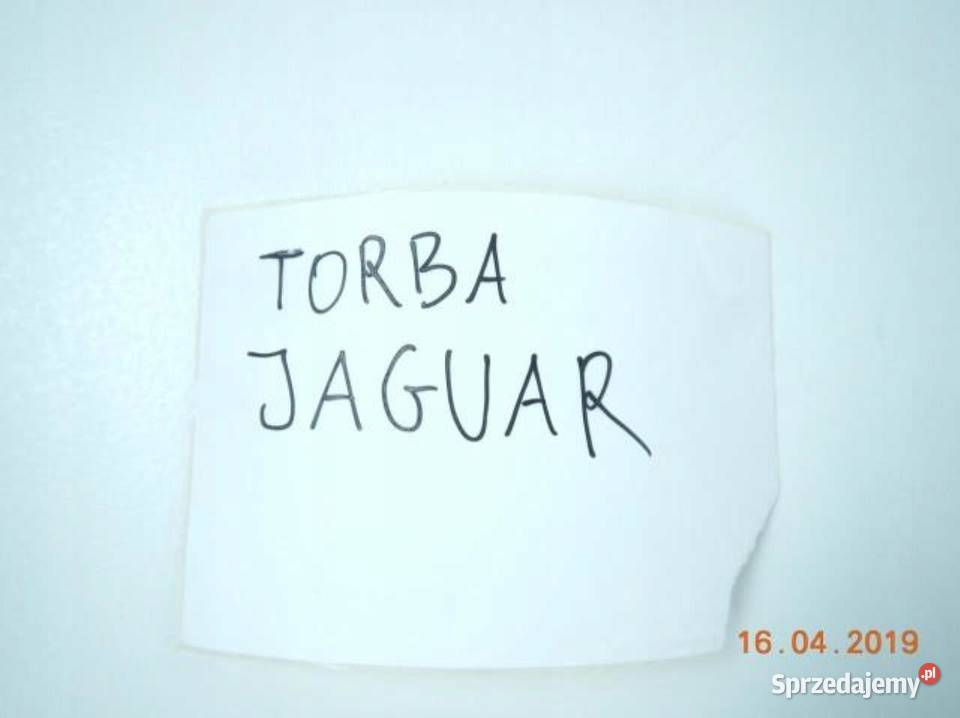 TORBA
JAGUAR
16.04.2019
Sprzedajemy.pl